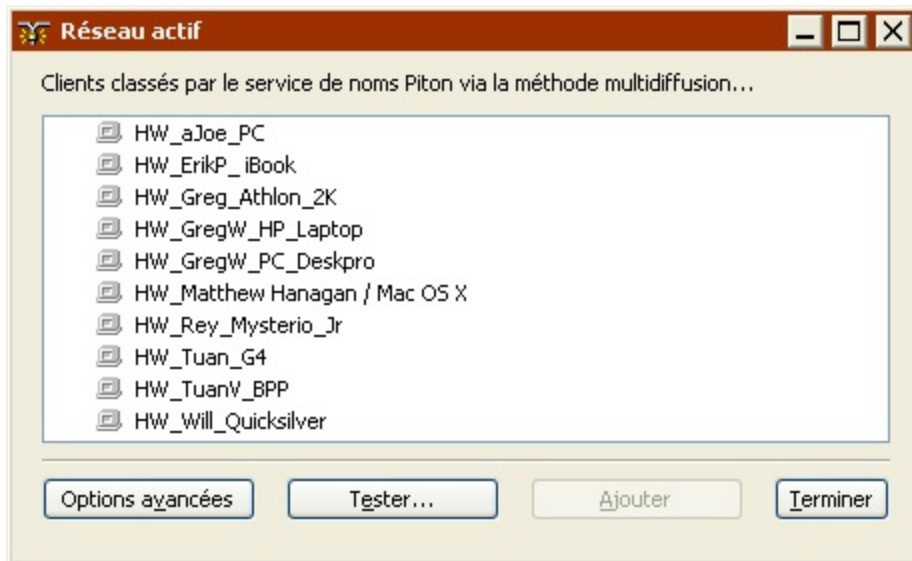 Réseau actif
Clients classés par le service de noms Piton via la méthode multidiffusion...
HW_aJoe_PC
HW_ErikP_ iBook
HW_Greg_Athlon_2K
HW_GregW_HP_Laptop
HW_GregW_PC_Deskpro
HW_Matthew Hanagan / Mac OS X
HW_Rey_Mysterio_Jr
HW_Tuan_G4
HW_TuanV_BPP
HW_Will_Quicksilver
Options avancées Tester... Ajouter Terminer